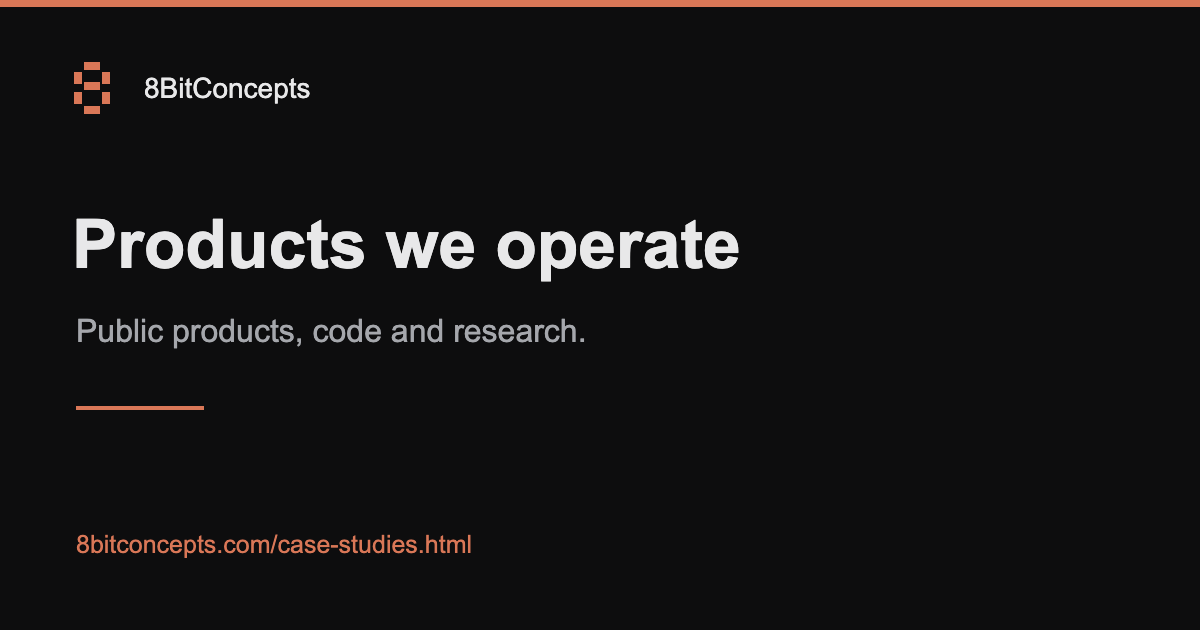 8BitConcepts
Products we operate
Public products, code and research.
8bitconcepts.com/case-studies.html